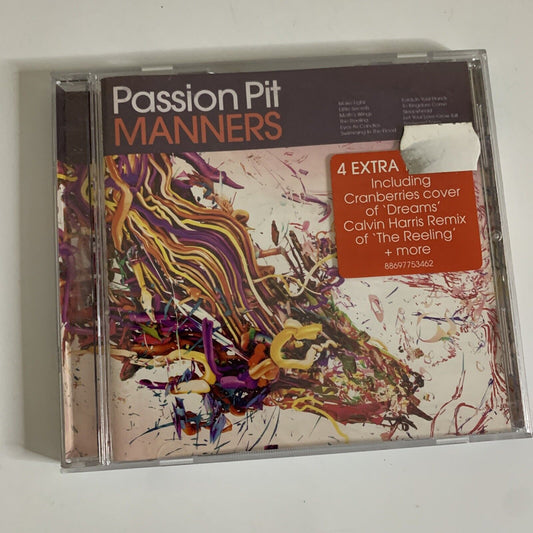 Passion Pit
MANNERS
Make Light
Little Secrets
Moth's Wings
The Reeling
Eyes As Candles
Swimming In The Flood
Folds In Your Hands
To Kingdom Come
Sleepyhead
Let Your Love Grow Tall
4 EXTRA
Including
Cranberries cover
of 'Dreams'
Calvin Harris Remix
of 'The Reeling'
+ more
88697753462